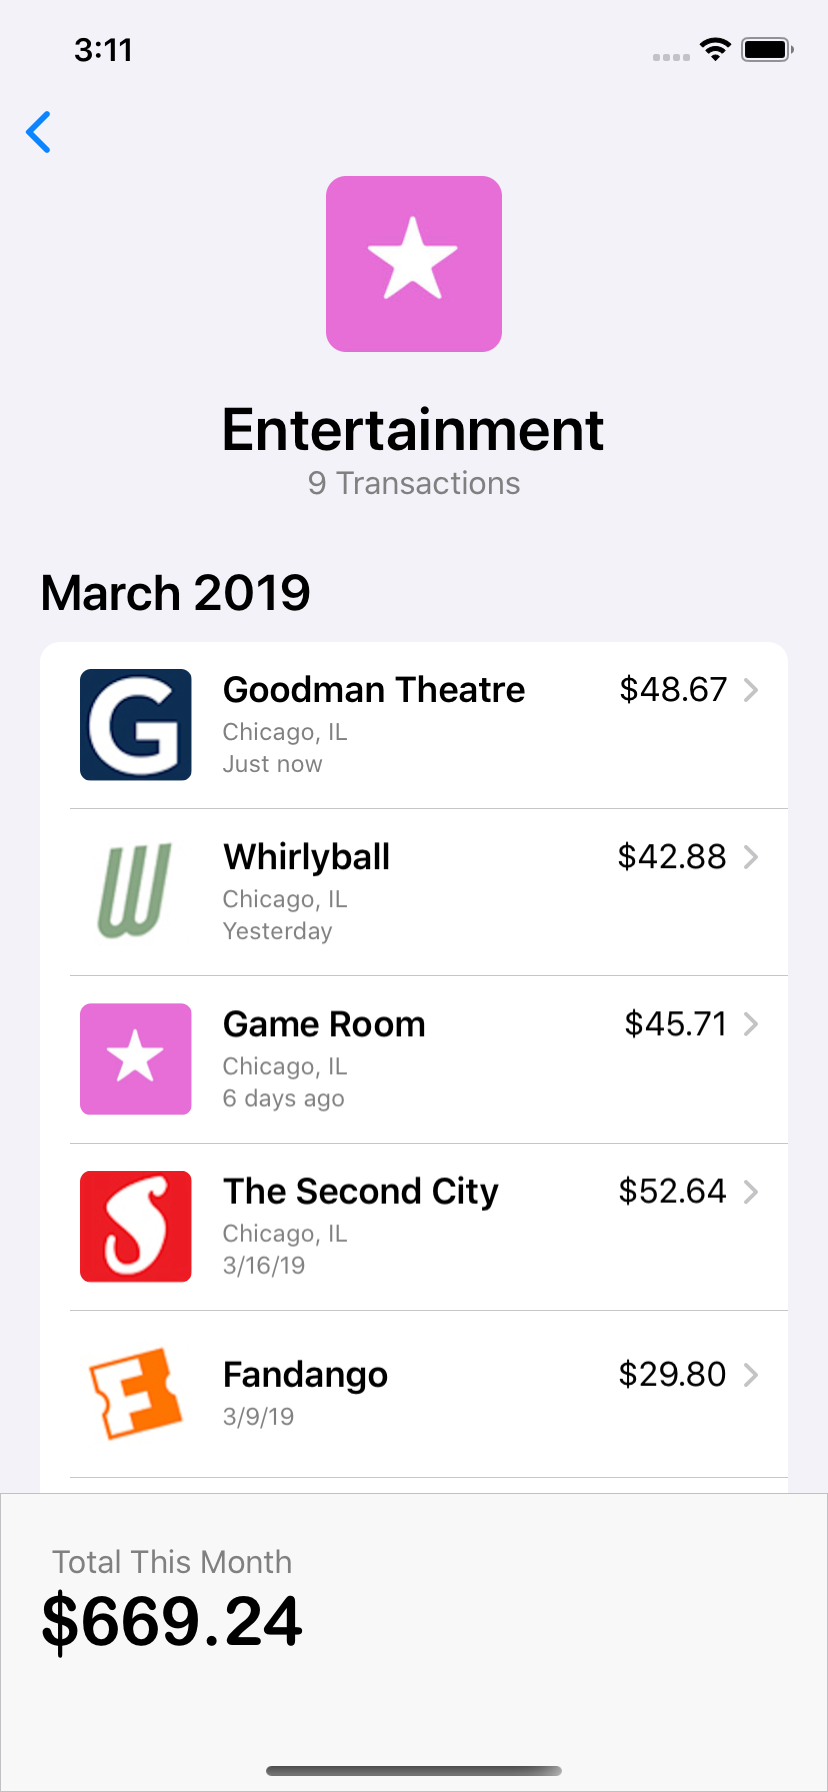 3:11
Entertainment
9 Transactions
March 2019
G
Goodman Theatre $48.67
Chicago, IL
Just now
W
Whirlyball $42.88
Chicago, IL
Yesterday
Game Room $45.71
Chicago, IL
6 days ago
S
The Second City $52.64
Chicago, IL
3/16/19
F
Fandango $29.80
3/9/19
Total This Month
$669.24